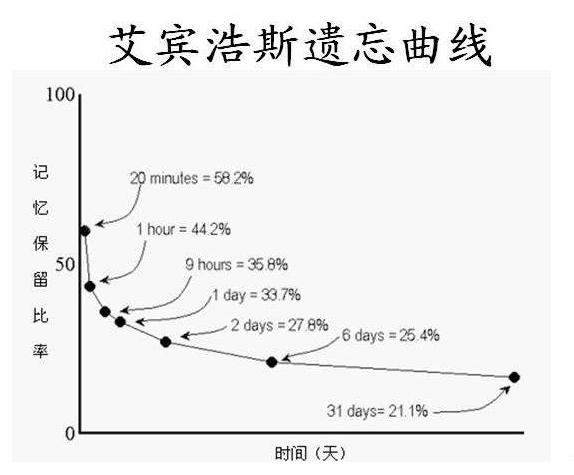 艾宾浩斯遗忘曲线
100
20 minutes = 58.2%
1 hour = 44.2%
50
9 hours = 35.8%
1 day = 33.7%
2 days = 27.8%
6 days = 25.4%
31 days= 21.1%
0
记忆保留比率
时间（天）